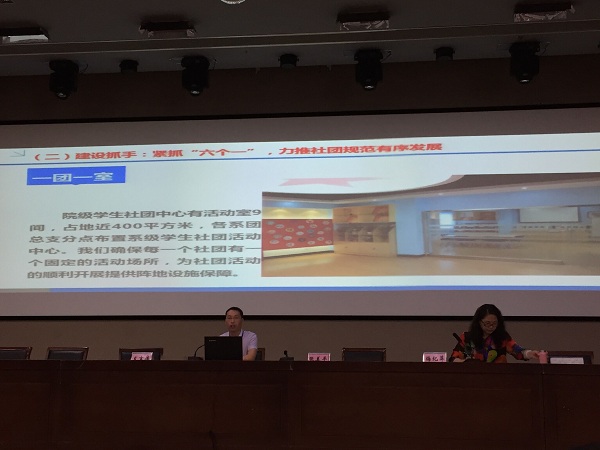 （二）建设抓手：紧抓“六个一”，力推社团规范有序发展
一团一室
院级学生社团中心有活动室9
间，占地近400平方米，各系团
总支分点布置系级学生社团活动
中心。我们确保每一个社团有一
个固定的活动场所，为社团活动
的顺利开展提供阵地设施保障。